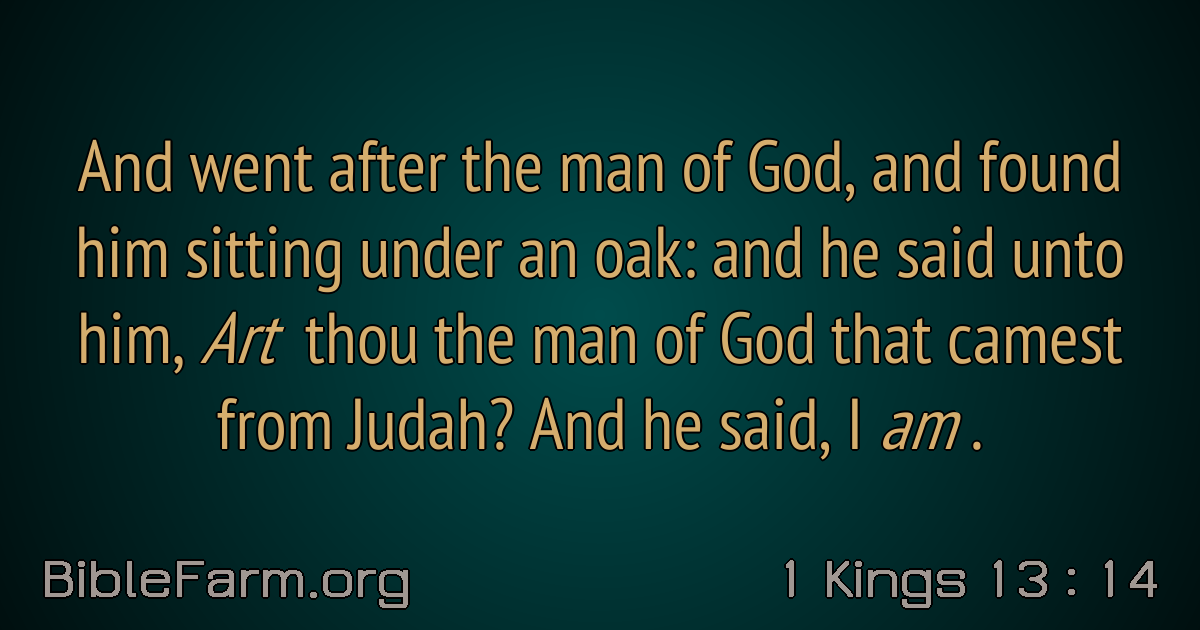 And went after the man of God, and found
him sitting under an oak: and he said unto
him, Art thou the man of God that camest
from Judah? And he said, I am .
BibleFarm.org
1 Kings 13 : 14